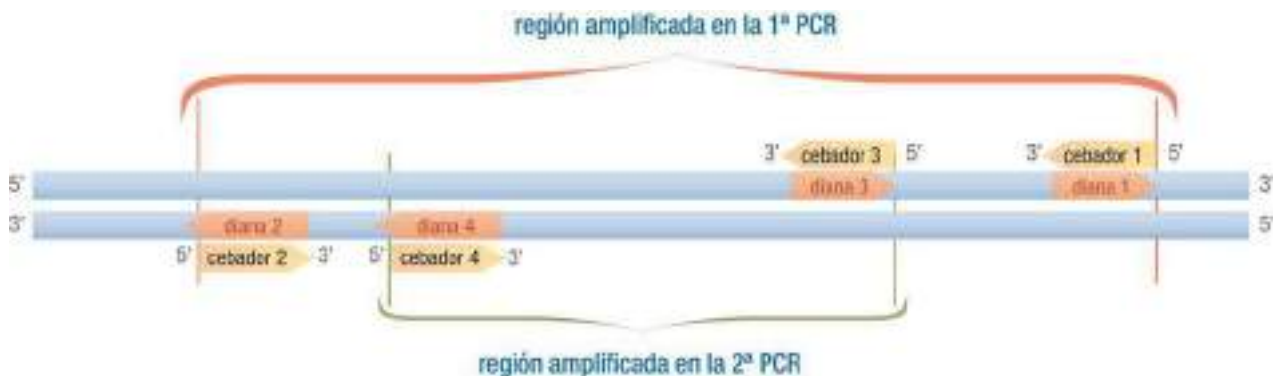 región amplificada en la 1ª PCR
3' cebador 3 5' 3' cebador 1 5'
5' diana 3 diana 1 3'
3' diana 2 diana 4 5'
5' cebador 2 3' 5' cebador 4 3'
región amplificada en la 2ª PCR